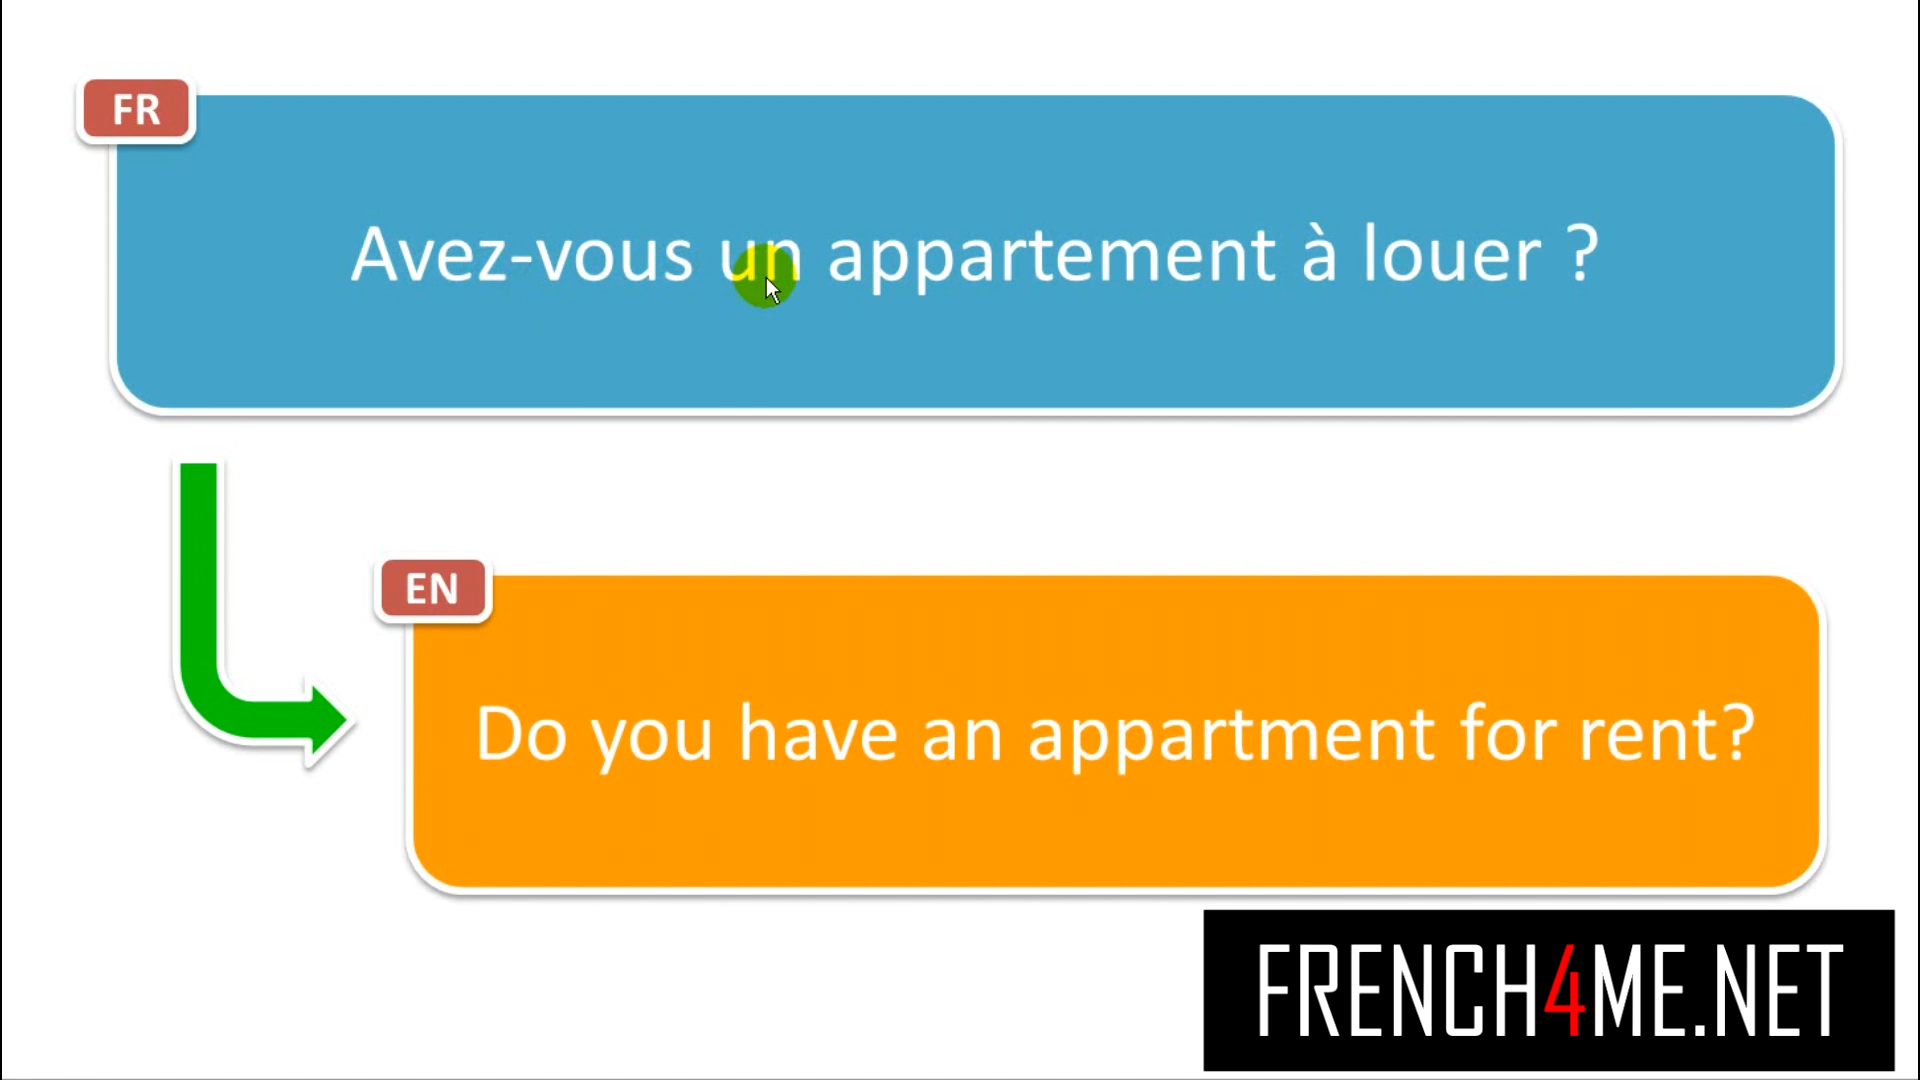 FR
Avez-vous un appartement à louer ?
EN
Do you have an appartment for rent?
FRENCH4ME.NET